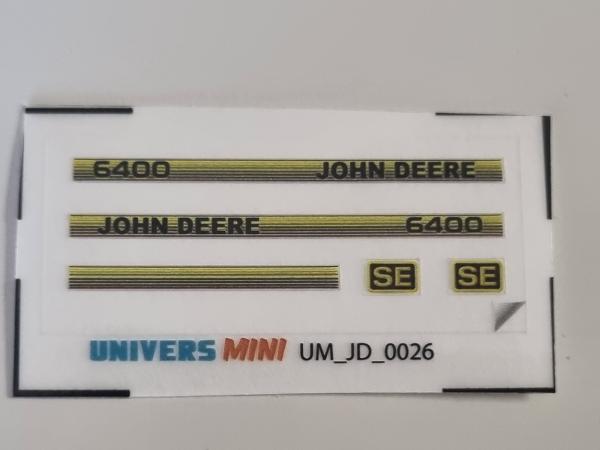 6400 JOHN DEERE
JOHN DEERE 6400
SE SE
UNIVERS MINI UM_JD_0026